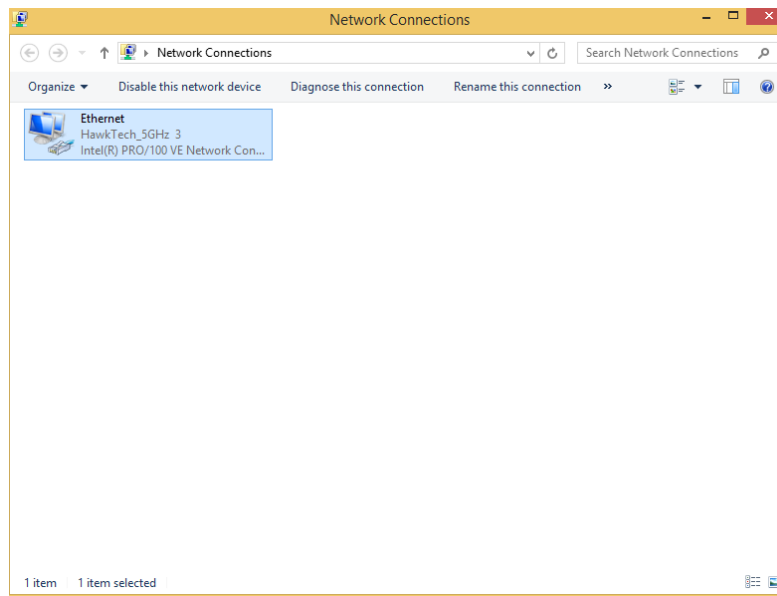 Network Connections
Network Connections
Search Network Connections
Organize
Disable this network device
Diagnose this connection
Rename this connection
»
Ethernet
HawkTech_5GHz 3
Intel(R) PRO/100 VE Network Con...
1 item
1 item selected